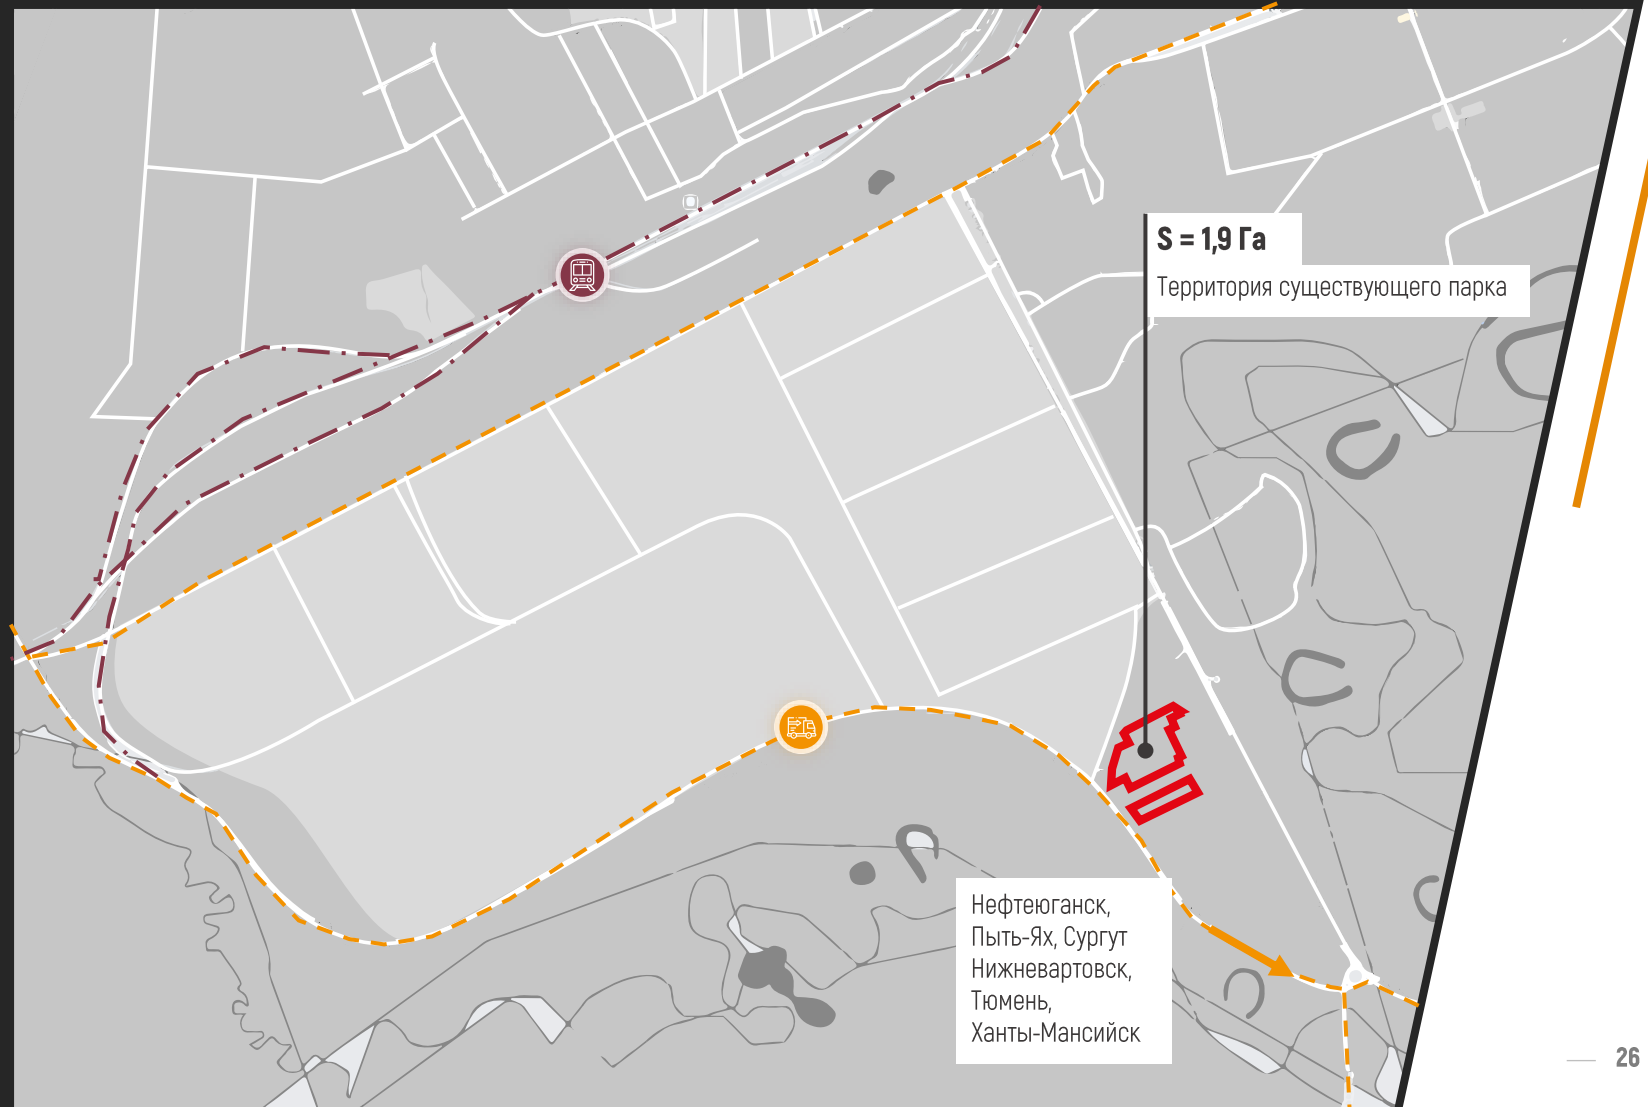 S = 1,9 Га
Территория существующего парка
Нефтеюганск,
Пыть-Ях, Сургут
Нижневартовск,
Тюмень,
Ханты-Мансийск
26